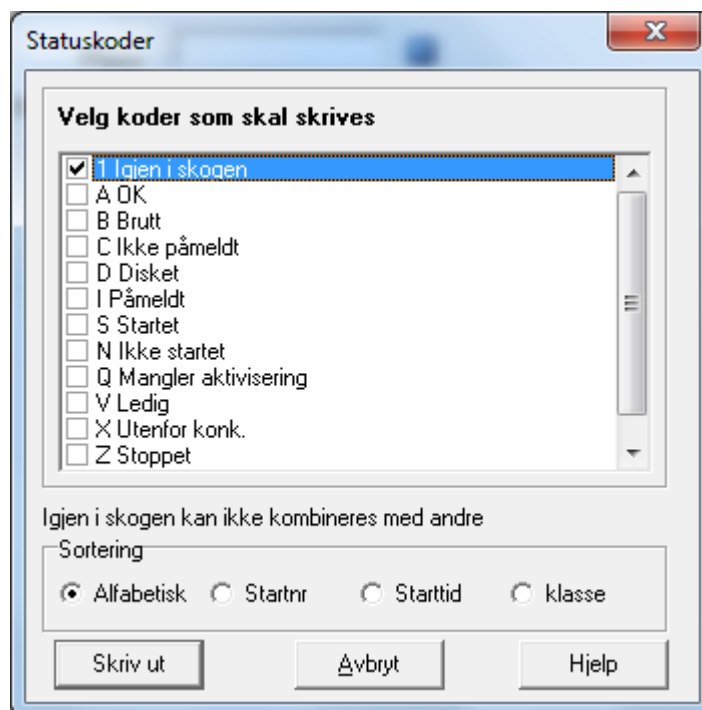 Statuskoder
Velg koder som skal skrives
1 Igjen i skogen
A OK
B Brutt
C Ikke påmeldt
D Disket
I Påmeldt
S Startet
N Ikke startet
Q Mangler aktivisering
V Ledig
X Utenfor konk.
Z Stoppet
Igjen i skogen kan ikke kombineres med andre
Sortering
Alfabetisk Startnr Starttid klasse
Skriv ut Avbryt Hjelp